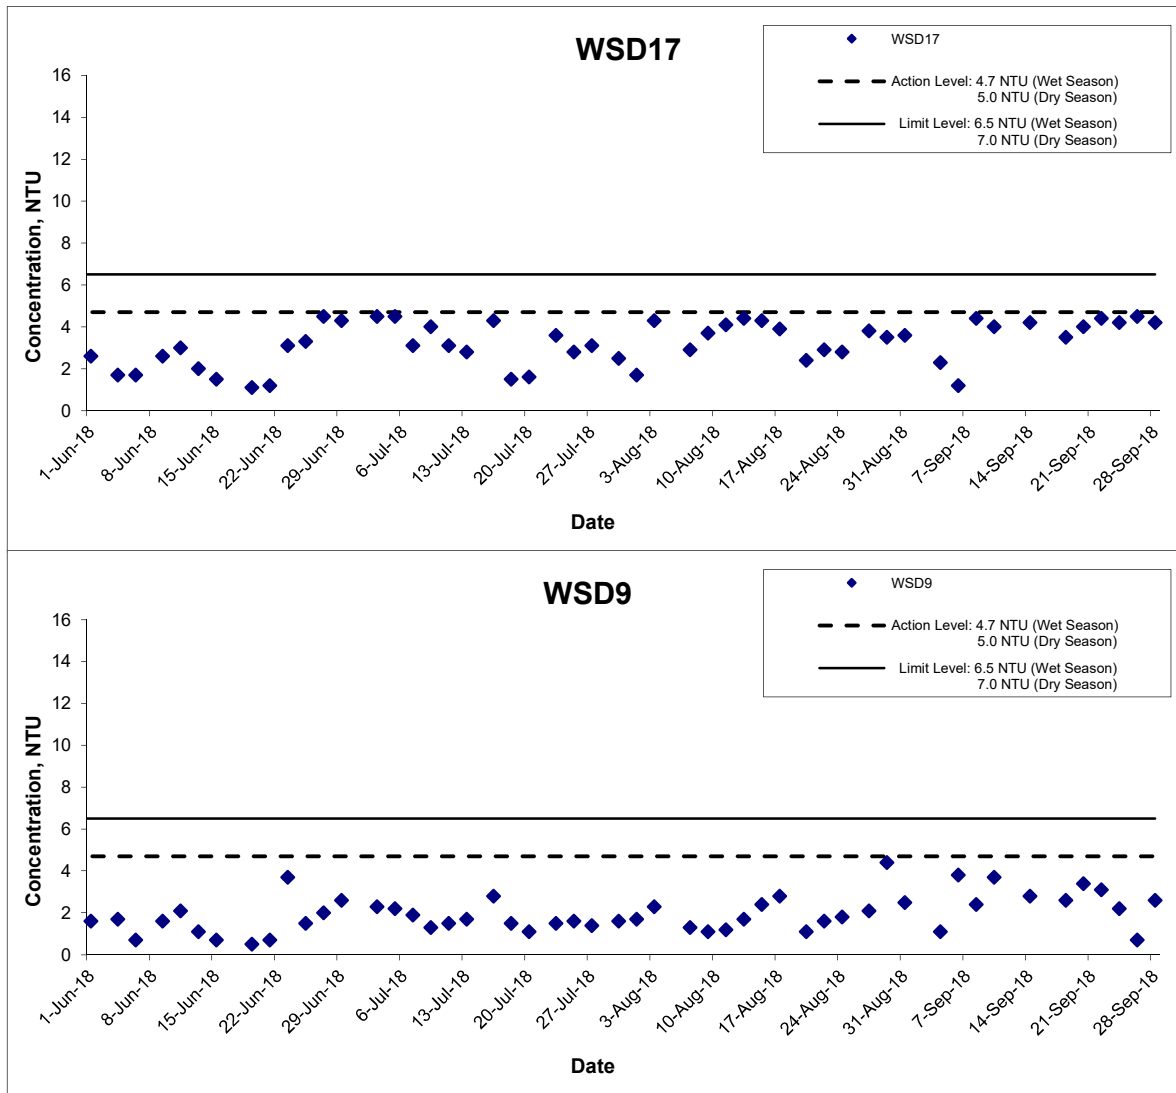 WSD17
WSD17
Action Level: 4.7 NTU (Wet Season)
5.0 NTU (Dry Season)
Limit Level: 6.5 NTU (Wet Season)
7.0 NTU (Dry Season)
Concentration, NTU
16
14
12
10
8
6
4
2
0
1-Jun-18
8-Jun-18
15-Jun-18
22-Jun-18
29-Jun-18
6-Jul-18
13-Jul-18
20-Jul-18
27-Jul-18
3-Aug-18
10-Aug-18
17-Aug-18
24-Aug-18
31-Aug-18
7-Sep-18
14-Sep-18
21-Sep-18
28-Sep-18
Date
WSD9
WSD9
Action Level: 4.7 NTU (Wet Season)
5.0 NTU (Dry Season)
Limit Level: 6.5 NTU (Wet Season)
7.0 NTU (Dry Season)
Concentration, NTU
16
14
12
10
8
6
4
2
0
1-Jun-18
8-Jun-18
15-Jun-18
22-Jun-18
29-Jun-18
6-Jul-18
13-Jul-18
20-Jul-18
27-Jul-18
3-Aug-18
10-Aug-18
17-Aug-18
24-Aug-18
31-Aug-18
7-Sep-18
14-Sep-18
21-Sep-18
28-Sep-18
Date